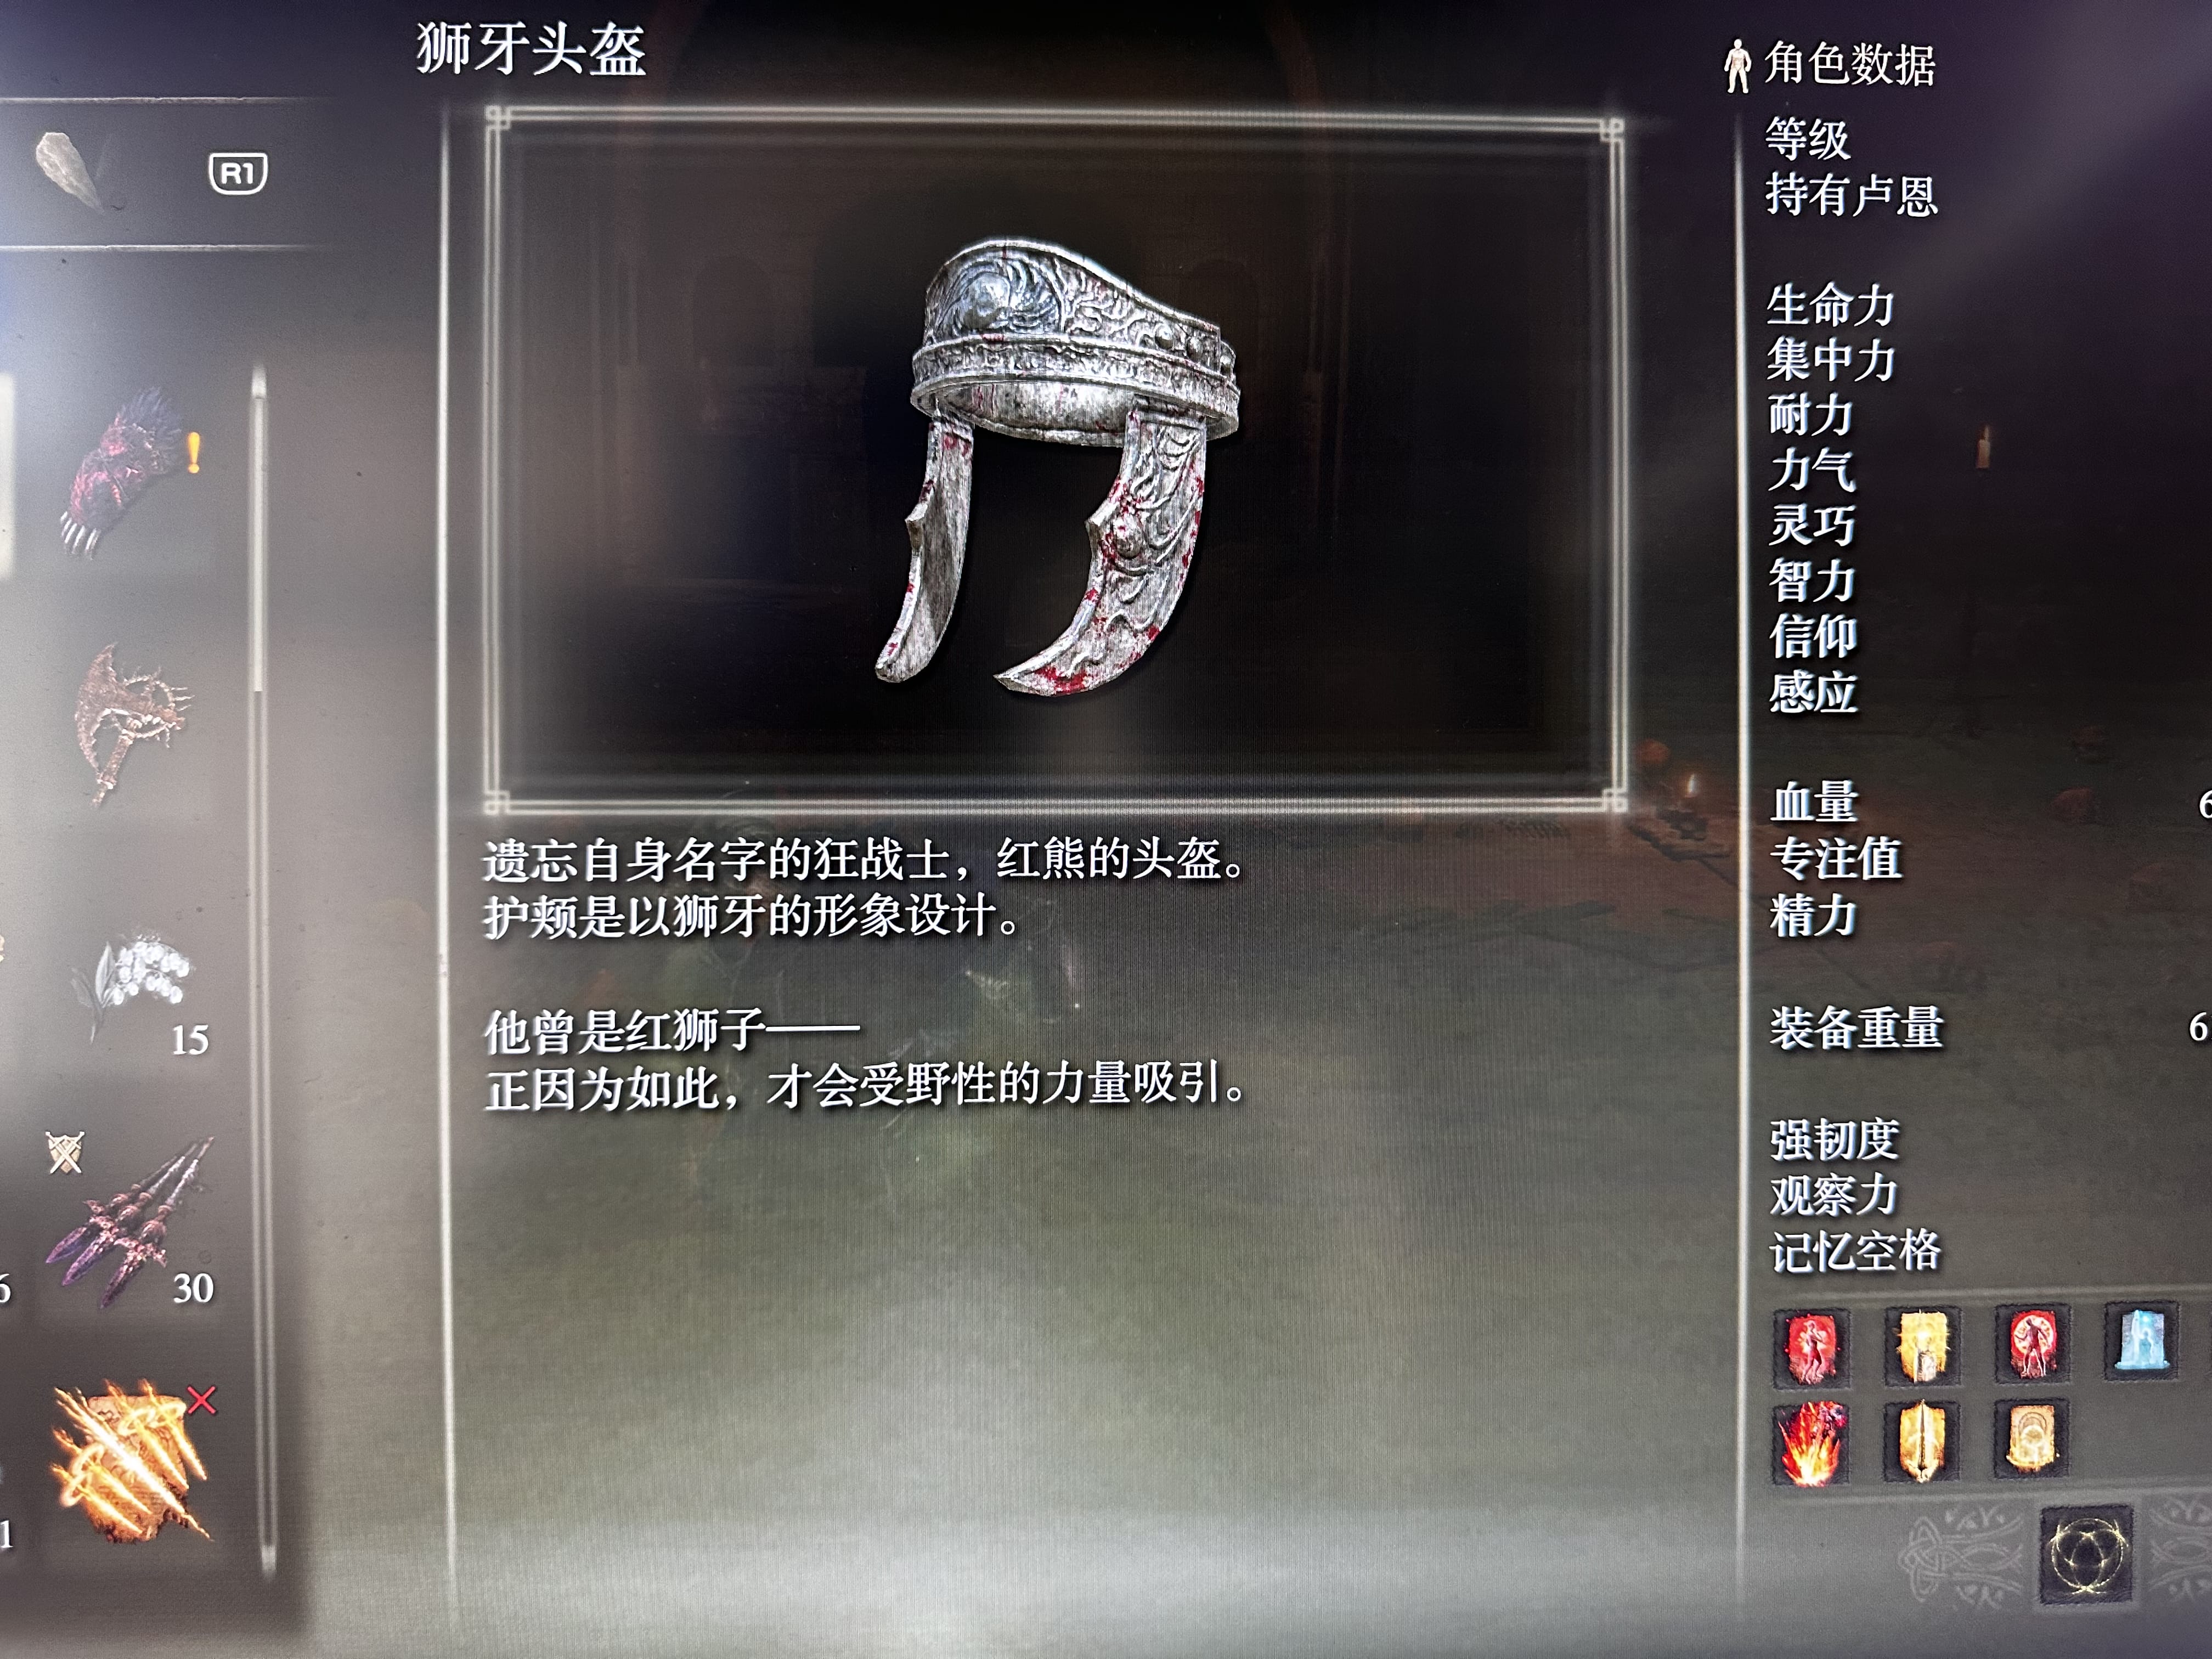 狮牙头盔
R1
15
30
6
1
遗忘自身名字的狂战士，红熊的头盔。
护颊是以狮牙的形象设计。
他曾是红狮子——
正因为如此，才会受野性的力量吸引。
角色数据
等级
持有卢恩
生命力
集中力
耐力
力气
灵巧
智力
信仰
感应
血量
6
专注值
精力
装备重量
6
强韧度
观察力
记忆空格